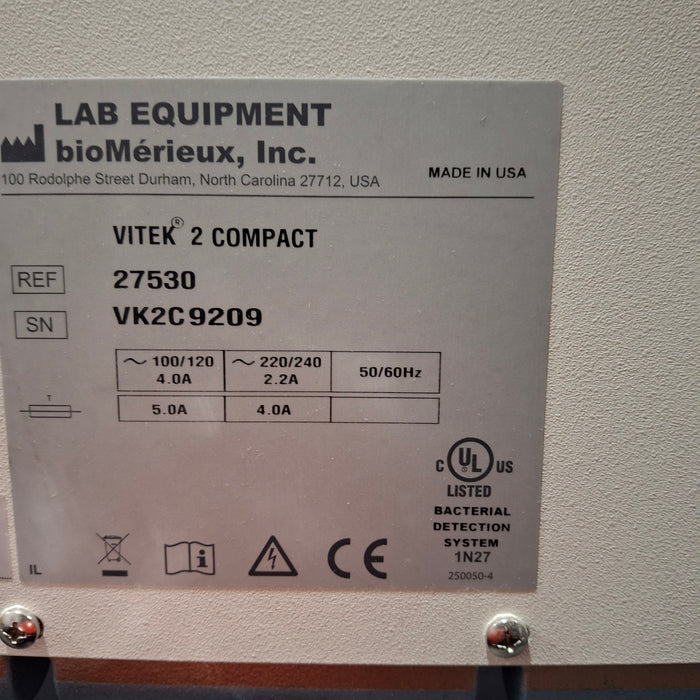 LAB EQUIPMENT
bioMérieux, Inc.
100 Rodolphe Street Durham, North Carolina 27712, USA
MADE IN USA
VITEK® 2 COMPACT
REF 27530
SN VK2C9209
~ 100/120 ~ 220/240 50/60Hz
4.0A 2.2A
T
5.0A 4.0A
C UL US
LISTED
BACTERIAL
DETECTION
SYSTEM
1N27
250050-4
IL i CE